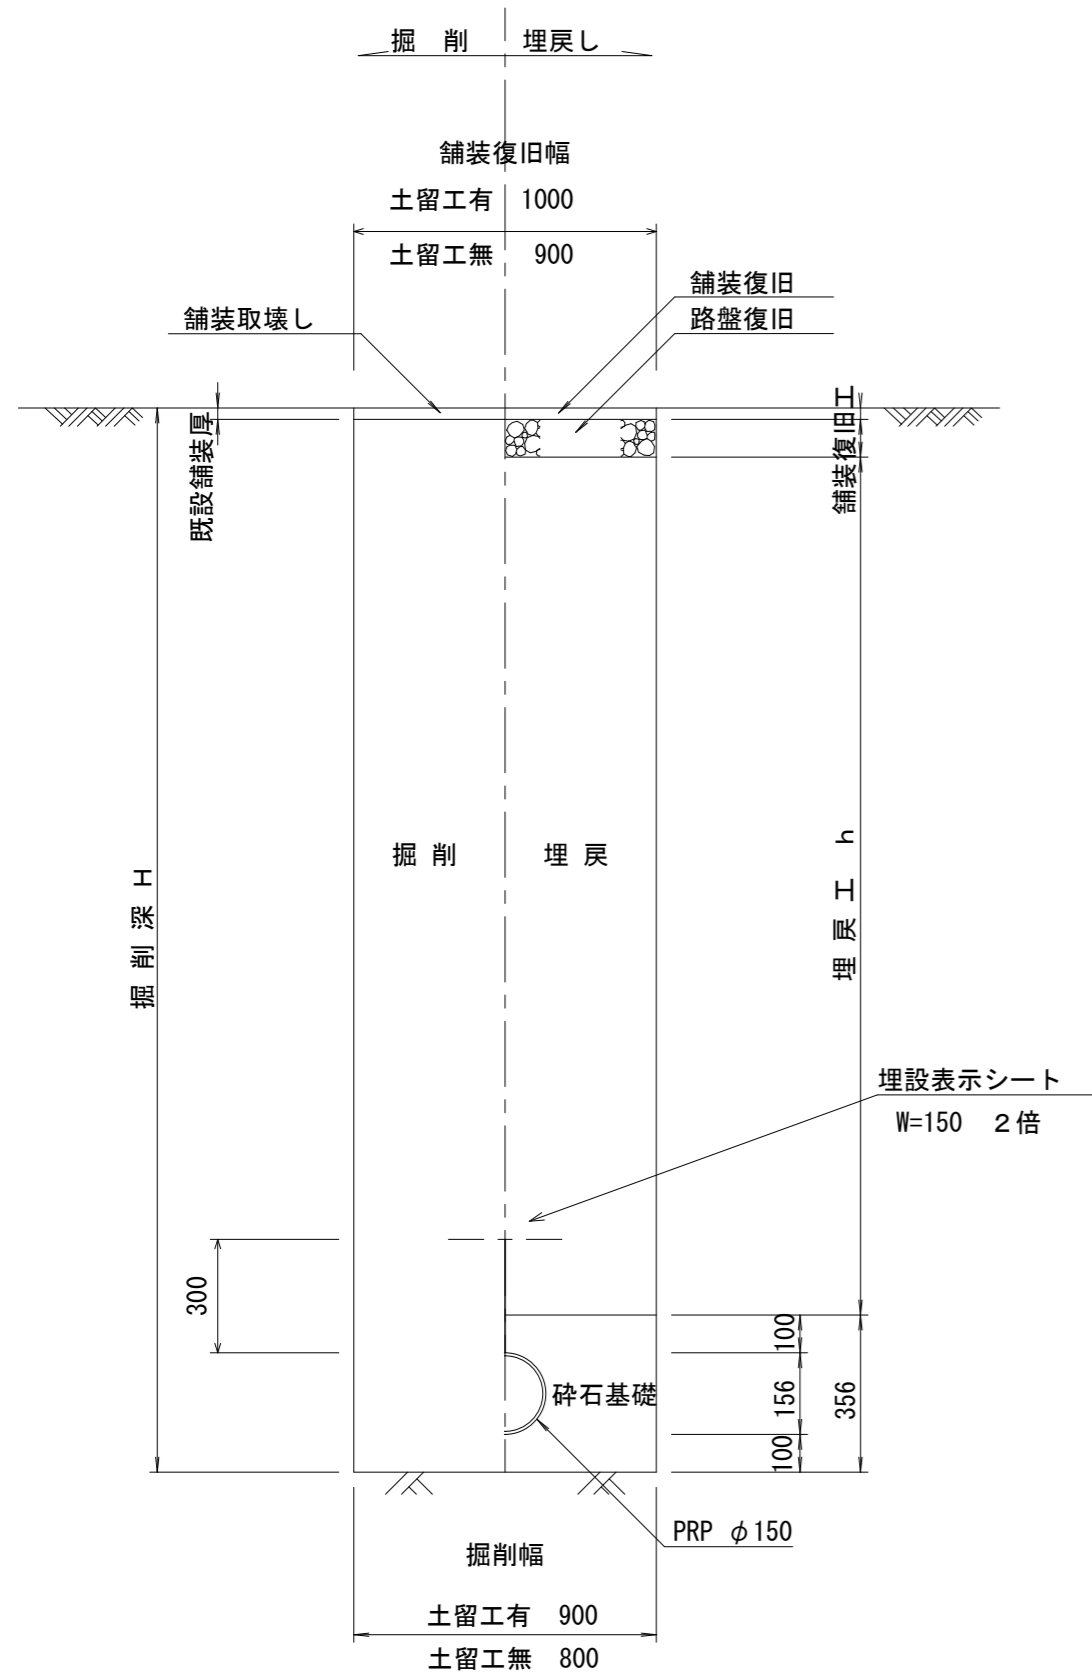 掘 削 埋戻し
舗装復旧幅
土留工有 1000
土留工無 900
舗装復旧
舗装取壊し
路盤復旧
既設舗装厚
舗装復旧工
掘 削 埋 戻
掘 削 深 H
埋 戻 工 h
埋設表示シート
W=150 2倍
300
100
砕石基礎
156
356
100
PRP φ150
掘削幅
土留工有 900
土留工無 800